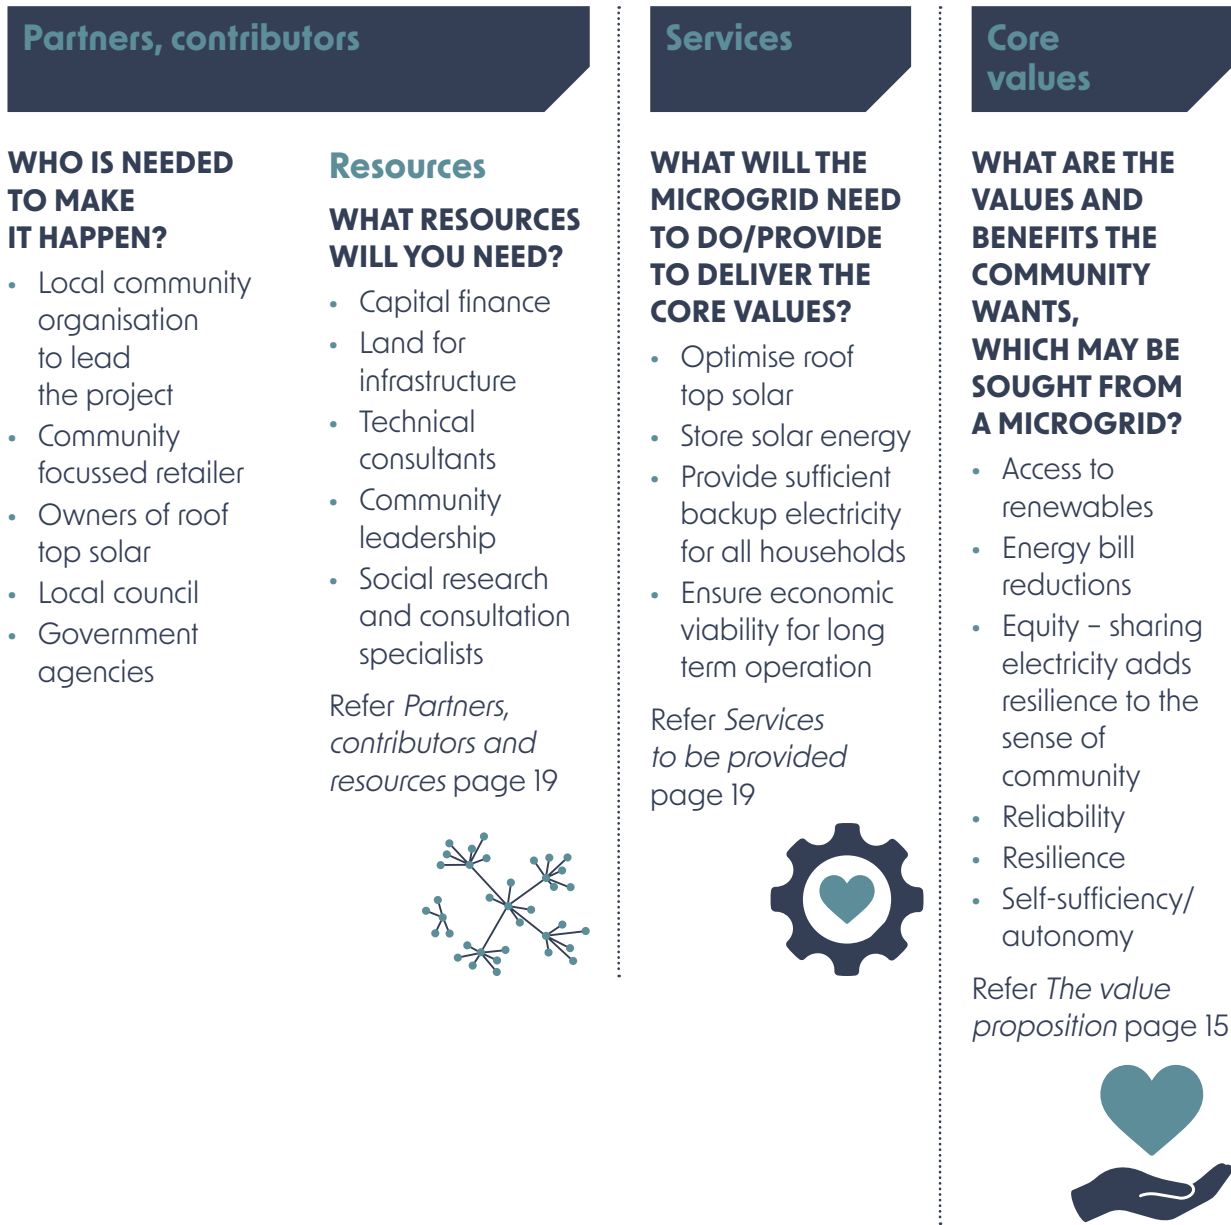 Partners, contributors
WHO IS NEEDED
TO MAKE
IT HAPPEN?
• Local community
organisation
to lead
the project
• Community
focussed retailer
• Owners of roof
top solar
• Local council
• Government
agencies
Resources
WHAT RESOURCES
WILL YOU NEED?
• Capital finance
• Land for
infrastructure
• Technical
consultants
• Community
leadership
• Social research
and consultation
specialists
Refer Partners,
contributors and
resources page 19
Services
WHAT WILL THE
MICROGRID NEED
TO DO/PROVIDE
TO DELIVER THE
CORE VALUES?
• Optimise roof
top solar
• Store solar energy
• Provide sufficient
backup electricity
for all households
• Ensure economic
viability for long
term operation
Refer Services
to be provided
page 19
Core
values
WHAT ARE THE
VALUES AND
BENEFITS THE
COMMUNITY
WANTS,
WHICH MAY BE
SOUGHT FROM
A MICROGRID?
• Access to
renewables
• Energy bill
reductions
• Equity – sharing
electricity adds
resilience to the
sense of
community
• Reliability
• Resilience
• Self-sufficiency/
autonomy
Refer The value
proposition page 15